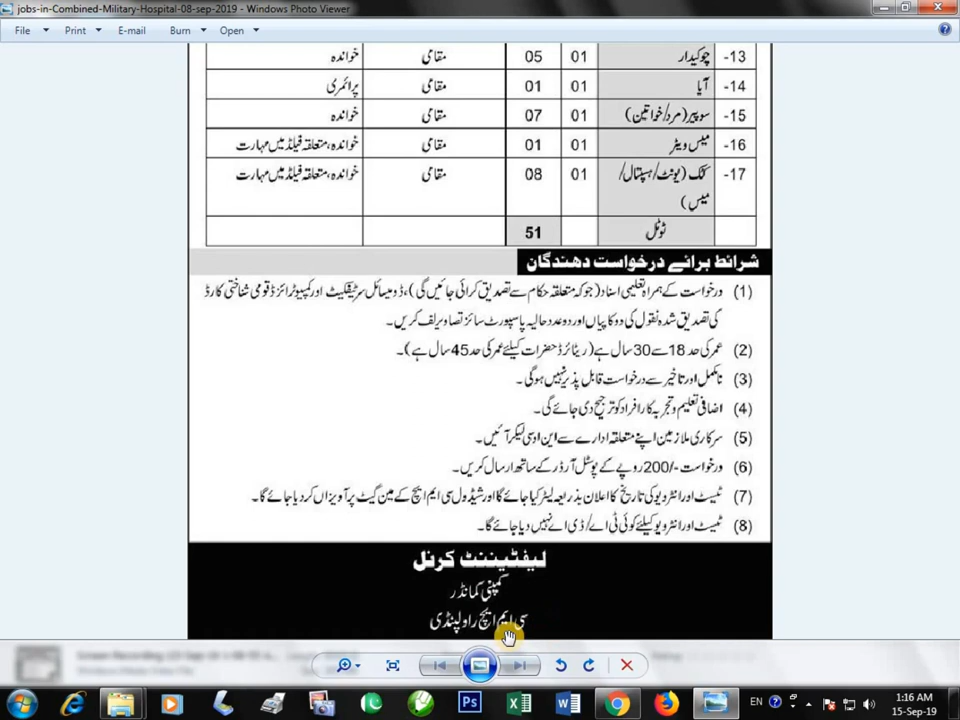 jobs-in-Combined-Military-Hospital-08-sep-2019 - Windows Photo Viewer
File Print E-mail Burn Open
-13 چوکیدار 01 05 مقامی خواندہ
-14 آیا 01 01 مقامی پرائمری
-15 سویپر (مرد/خواتین) 01 07 مقامی خواندہ
-16 میس ویٹر 01 01 مقامی خواندہ، متعلقہ فیلڈ میں مہارت
-17 کک (یونٹ/ہسپتال/ 01 08 مقامی خواندہ، متعلقہ فیلڈ میں مہارت
میس)
ٹوٹل 51
شرائط برائے درخواست دھندگان
(1) درخواست کے ہمراہ تعلیمی اسناد (جو کہ متعلقہ حکام سے تصدیق کرائی جائیں گی)، ڈومیسائل سرٹیفکیٹ اور کمپیوٹرائزڈ قومی شناختی کارڈ
کی تصدیق شدہ نقول کی دو کاپیاں اور دو عدد حالیہ پاسپورٹ سائز تصاویر لف کریں۔
(2) عمر کی حد 18 سے 30 سال ہے (ریٹائرڈ حضرات کیلئے عمر کی حد 45 سال ہے)۔
(3) نامکمل اور تاخیر سے درخواست قابل پذیر نہیں ہوگی۔
(4) اضافی تعلیم و تجربہ کار افراد کو ترجیح دی جائے گی۔
(5) سرکاری ملازمین اپنے متعلقہ ادارے سے این او سی لیکر آئیں۔
(6) درخواست -/200 روپے کے پوسٹل آرڈر کے ساتھ ارسال کریں۔
(7) ٹیسٹ اور انٹرویو کی تاریخ کا اعلان بذریعہ لیٹر کیا جائے گا اور شیڈول سی ایم ایچ کے مین گیٹ پر آویزاں کر دیا جائے گا۔
(8) ٹیسٹ اور انٹرویو کیلئے کوئی ٹی اے/ڈی اے نہیں دیا جائے گا۔
لیفٹیننٹ کرنل
کمپنی کمانڈر
سی ایم ایچ راولپنڈی
Ps
EN
1:16 AM
15-Sep-19